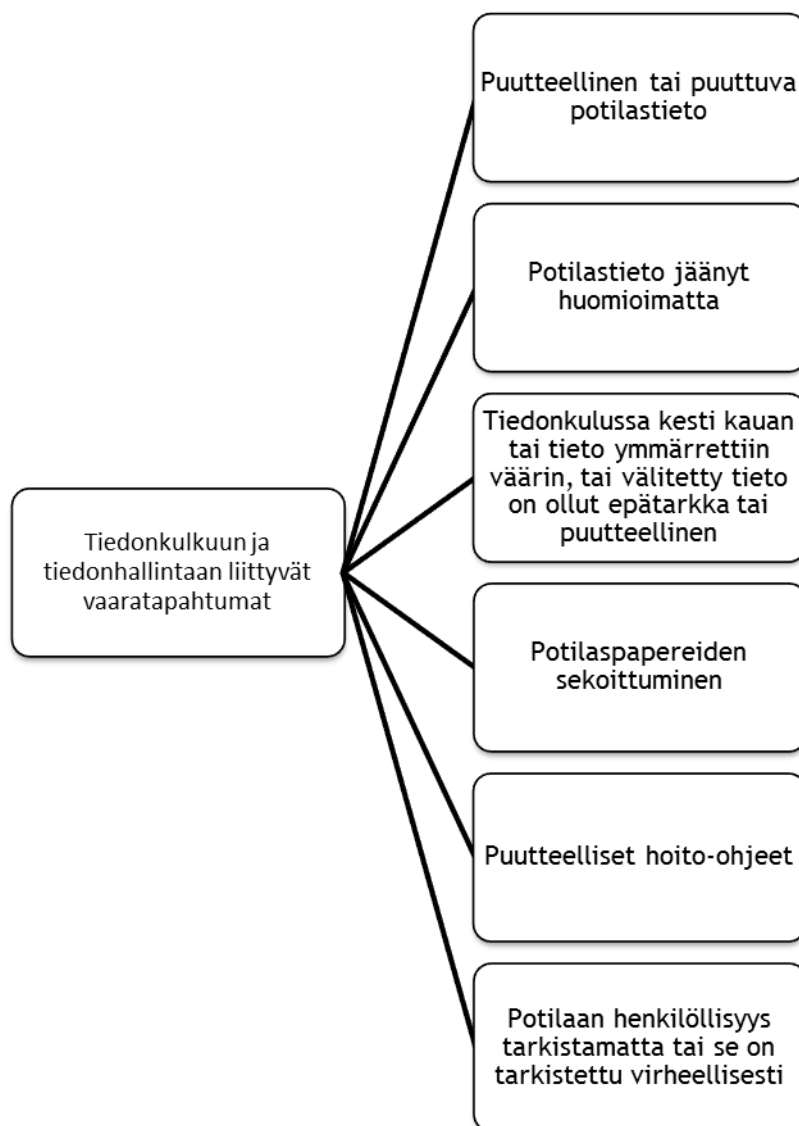 Puutteellinen tai puuttuva
potilastieto
Potilastieto jäänyt
huomioimatta
Tiedonkulussa kesti kauan
tai tieto ymmärrettiin
väärin, tai välitetty tieto
on ollut epätarkka tai
puutteellinen
Tiedonkulkuun ja
tiedonhallintaan liittyvät
vaaratapahtumat
Potilaspapereiden
sekoittuminen
Puutteelliset hoito-ohjeet
Potilaan henkilöllisyys
tarkistamatta tai se on
tarkistettu virheellisesti